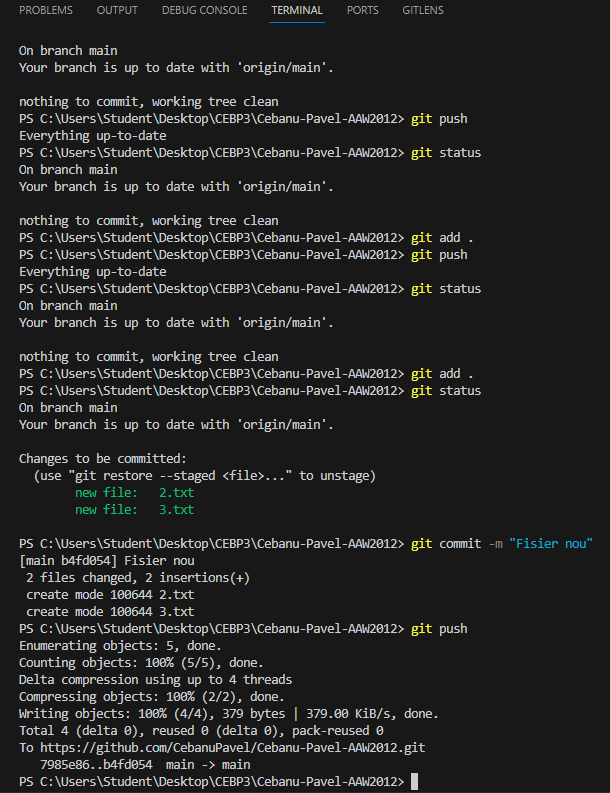 PROBLEMS OUTPUT DEBUG CONSOLE TERMINAL PORTS GITLENS
On branch main
Your branch is up to date with 'origin/main'.
nothing to commit, working tree clean
PS C:\Users\Student\Desktop\CEBP3\Cebanu-Pavel-AAW2012> git push
Everything up-to-date
PS C:\Users\Student\Desktop\CEBP3\Cebanu-Pavel-AAW2012> git status
On branch main
Your branch is up to date with 'origin/main'.
nothing to commit, working tree clean
PS C:\Users\Student\Desktop\CEBP3\Cebanu-Pavel-AAW2012> git add .
PS C:\Users\Student\Desktop\CEBP3\Cebanu-Pavel-AAW2012> git push
Everything up-to-date
PS C:\Users\Student\Desktop\CEBP3\Cebanu-Pavel-AAW2012> git status
On branch main
Your branch is up to date with 'origin/main'.
nothing to commit, working tree clean
PS C:\Users\Student\Desktop\CEBP3\Cebanu-Pavel-AAW2012> git add .
PS C:\Users\Student\Desktop\CEBP3\Cebanu-Pavel-AAW2012> git status
On branch main
Your branch is up to date with 'origin/main'.
Changes to be committed:
  (use "git restore --staged <file>..." to unstage)
        new file:   2.txt
        new file:   3.txt
PS C:\Users\Student\Desktop\CEBP3\Cebanu-Pavel-AAW2012> git commit -m "Fisier nou"
[main b4fd054] Fisier nou
 2 files changed, 2 insertions(+)
 create mode 100644 2.txt
 create mode 100644 3.txt
PS C:\Users\Student\Desktop\CEBP3\Cebanu-Pavel-AAW2012> git push
Enumerating objects: 5, done.
Counting objects: 100% (5/5), done.
Delta compression using up to 4 threads
Compressing objects: 100% (2/2), done.
Writing objects: 100% (4/4), 379 bytes | 379.00 KiB/s, done.
Total 4 (delta 0), reused 0 (delta 0), pack-reused 0
To https://github.com/CebanuPavel/Cebanu-Pavel-AAW2012.git
   7985e86..b4fd054  main -> main
PS C:\Users\Student\Desktop\CEBP3\Cebanu-Pavel-AAW2012>